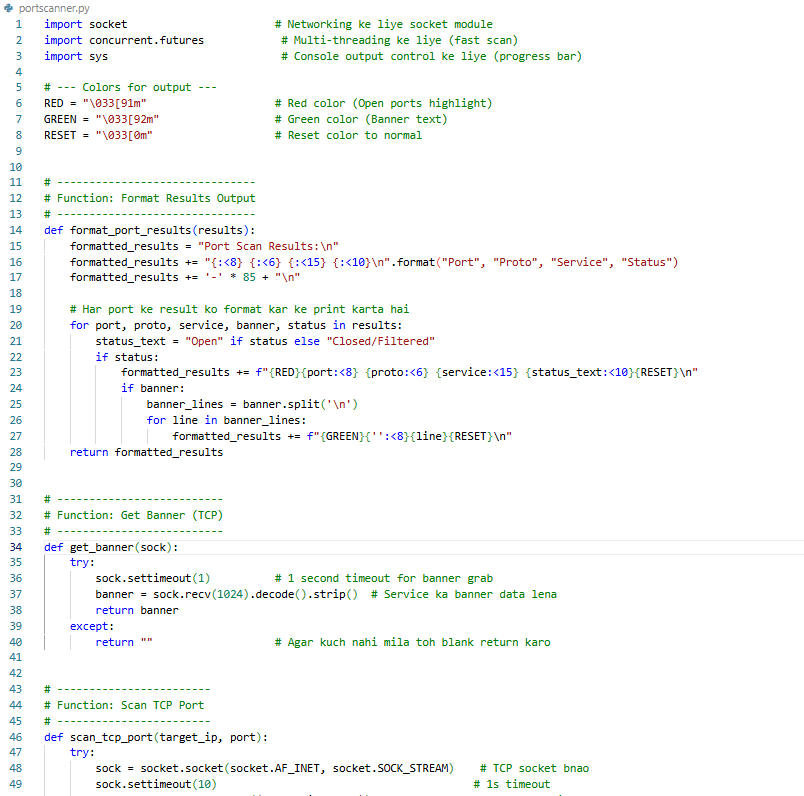 portscanner.py
1 import socket # Networking ke liye socket module
2 import concurrent.futures # Multi-threading ke liye (fast scan)
3 import sys # Console output control ke liye (progress bar)
4
5 # --- Colors for output ---
6 RED = "\033[91m" # Red color (Open ports highlight)
7 GREEN = "\033[92m" # Green color (Banner text)
8 RESET = "\033[0m" # Reset color to normal
9
10
11 # -------------------------------
12 # Function: Format Results Output
13 # -------------------------------
14 def format_port_results(results):
15 formatted_results = "Port Scan Results:\n"
16 formatted_results += "{:<8} {:<6} {:<15} {:<10}\n".format("Port", "Proto", "Service", "Status")
17 formatted_results += '-' * 85 + "\n"
18
19 # Har port ke result ko format kar ke print karta hai
20 for port, proto, service, banner, status in results:
21 status_text = "Open" if status else "Closed/Filtered"
22 if status:
23 formatted_results += f"{RED}{port:<8} {proto:<6} {service:<15} {status_text:<10}{RESET}\n"
24 if banner:
25 banner_lines = banner.split('\n')
26 for line in banner_lines:
27 formatted_results += f"{GREEN}{'':<8}{line}{RESET}\n"
28 return formatted_results
29
30
31 # --------------------------
32 # Function: Get Banner (TCP)
33 # --------------------------
34 def get_banner(sock):
35 try:
36 sock.settimeout(1) # 1 second timeout for banner grab
37 banner = sock.recv(1024).decode().strip() # Service ka banner data lena
38 return banner
39 except:
40 return "" # Agar kuch nahi mila toh blank return karo
41
42
43 # ------------------------
44 # Function: Scan TCP Port
45 # ------------------------
46 def scan_tcp_port(target_ip, port):
47 try:
48 sock = socket.socket(socket.AF_INET, socket.SOCK_STREAM) # TCP socket bnao
49 sock.settimeout(10) # 1s timeout